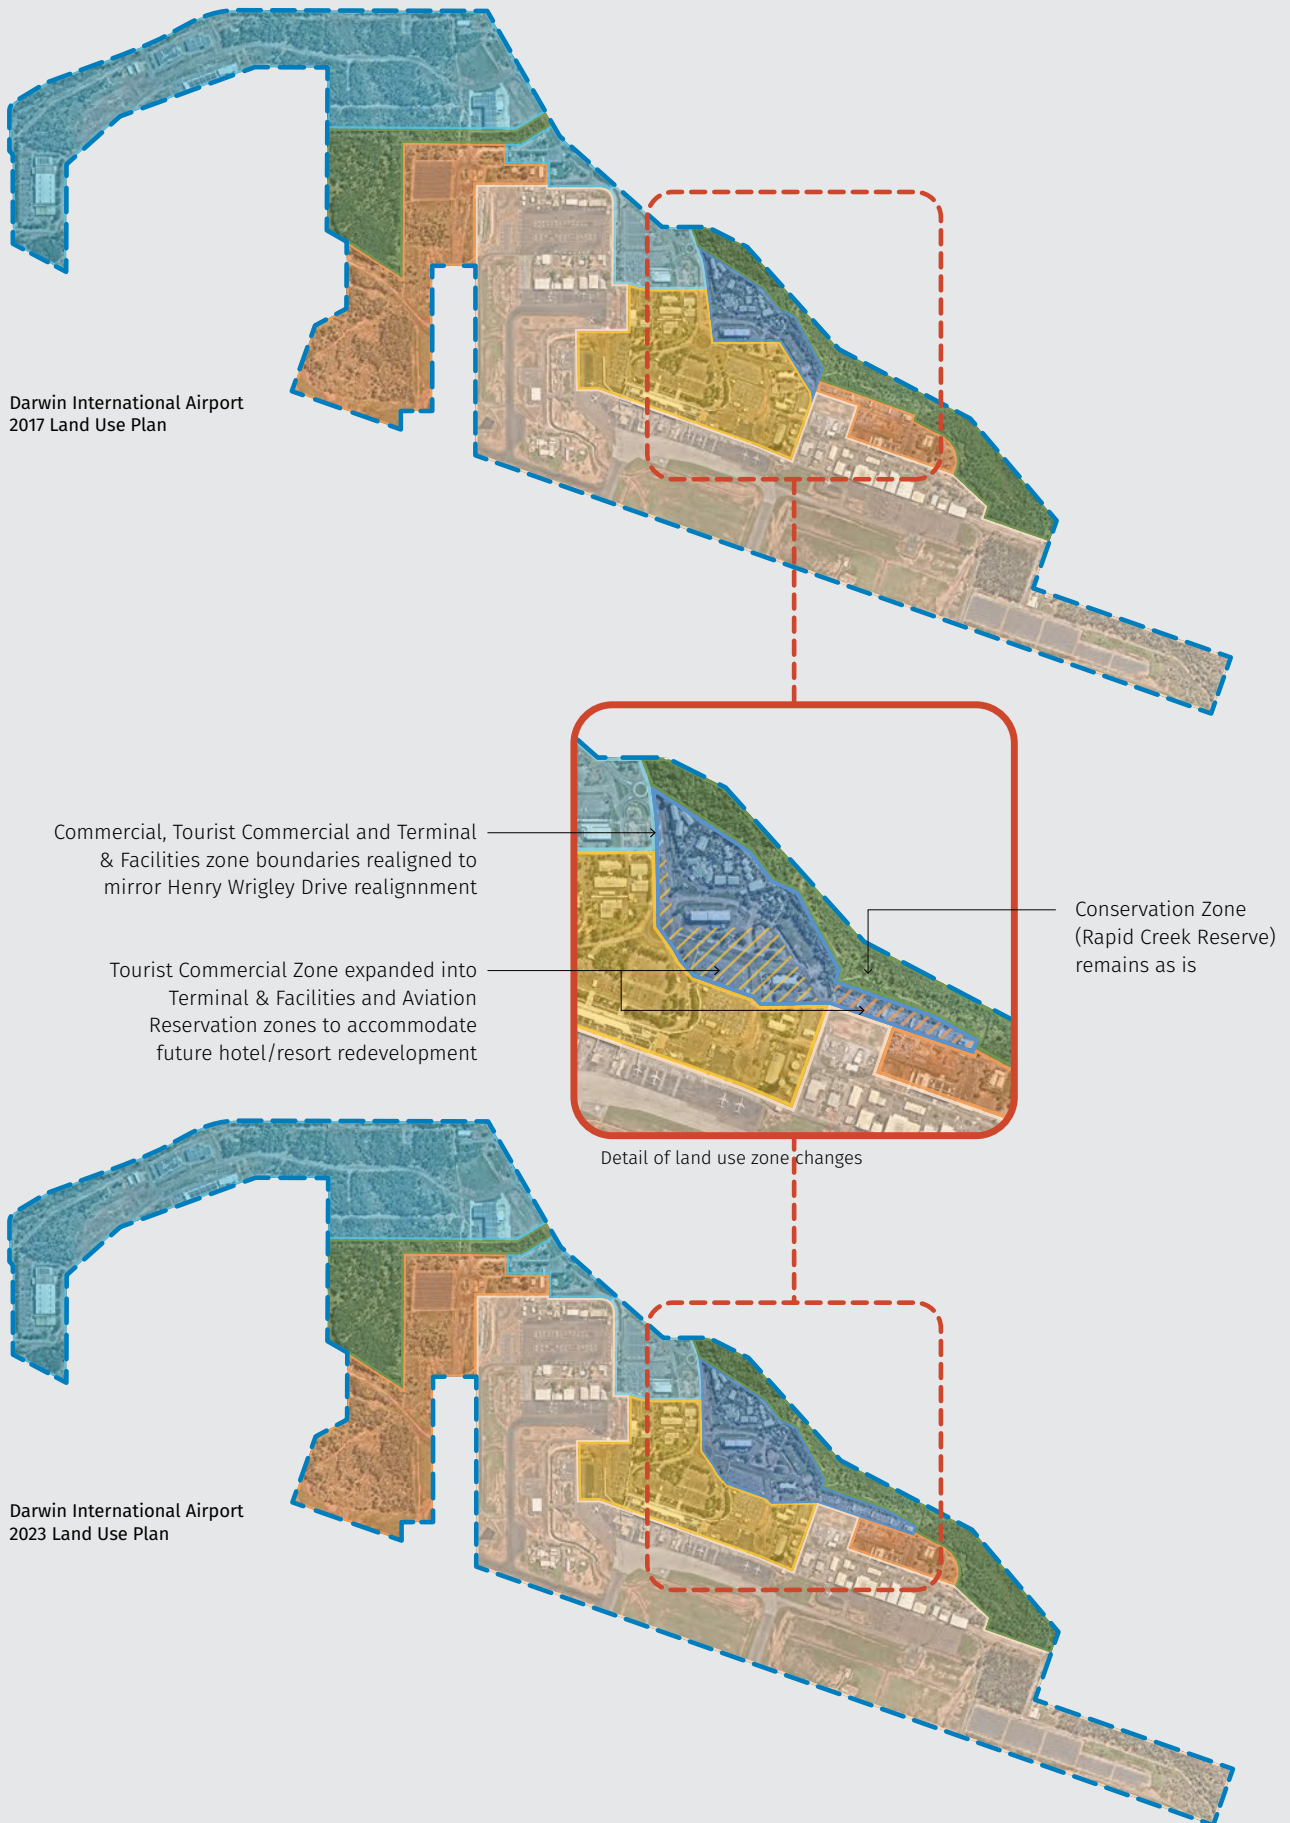 Darwin International Airport
2017 Land Use Plan
Commercial, Tourist Commercial and Terminal
& Facilities zone boundaries realigned to
mirror Henry Wrigley Drive realignnment
Tourist Commercial Zone expanded into
Terminal & Facilities and Aviation
Reservation zones to accommodate
future hotel/resort redevelopment
Conservation Zone
(Rapid Creek Reserve)
remains as is
Detail of land use zone changes
Darwin International Airport
2023 Land Use Plan